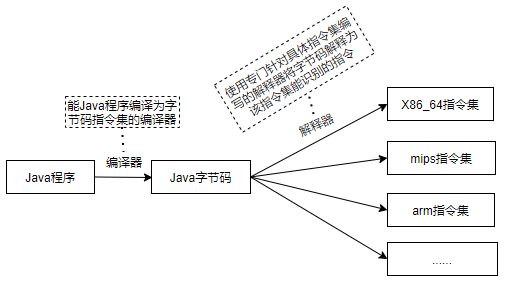 使用专门针对具体指令集编
写的解释器将字节码解释为
该指令集能识别的指令
能Java程序编译为字
节码指令集的编译器
X86_64指令集
解释器
编译器
mips指令集
Java程序
Java字节码
arm指令集
......